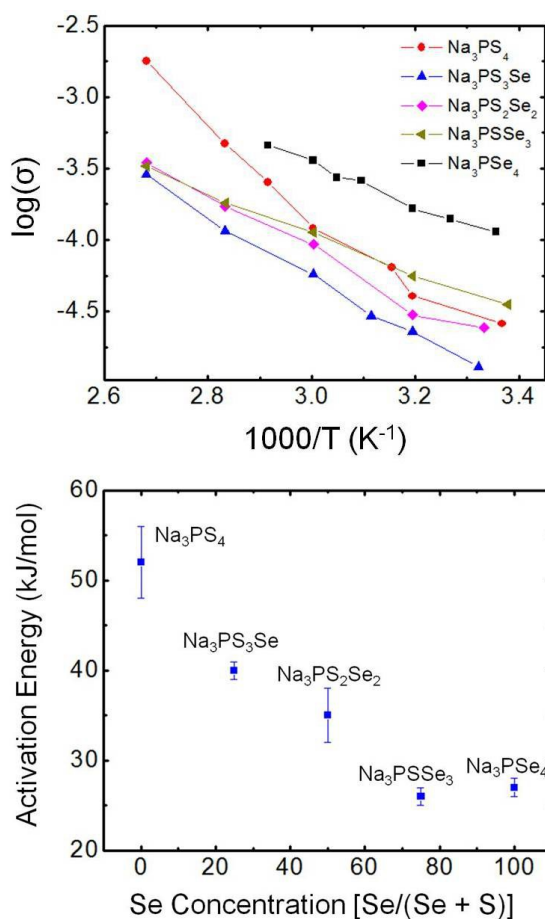 -2.5
-3.0
-3.5
-4.0
-4.5
log(σ)
Na₃PS₄
Na₃PS₃Se
Na₃PS₂Se₂
Na₃PSSe₃
Na₃PSe₄
2.6 2.8 3.0 3.2 3.4
1000/T (K⁻¹)
60
50
40
30
20
Activation Energy (kJ/mol)
Na₃PS₄
Na₃PS₃Se
Na₃PS₂Se₂
Na₃PSSe₃
Na₃PSe₄
0 20 40 60 80 100
Se Concentration [Se/(Se + S)]